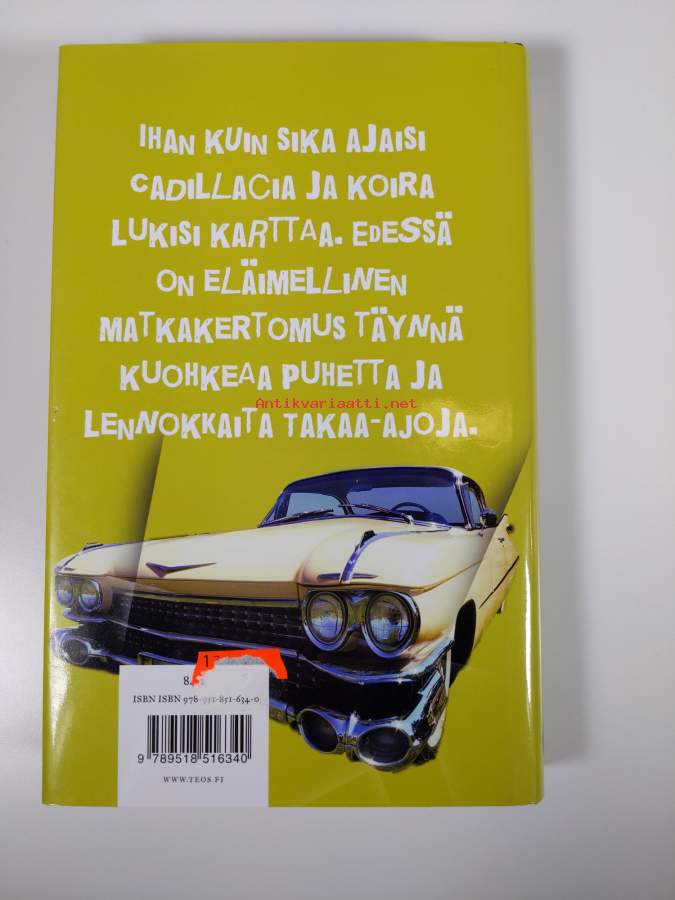 IHAN KUIN SIKA AJAISI
CADILLACIA JA KOIRA
LUKISI KARTTAA. EDESSÄ
ON ELÄIMELLINEN
MATKAKERTOMUS TÄYNNÄ
KUOHKEAA PUHETTA JA
Antikvariaatti.net
LENNOKKAITA TAKAA-AJOJA.
ISBN ISBN 978-951-851-634-0
9 789518 516340
WWW.TEOS.FI